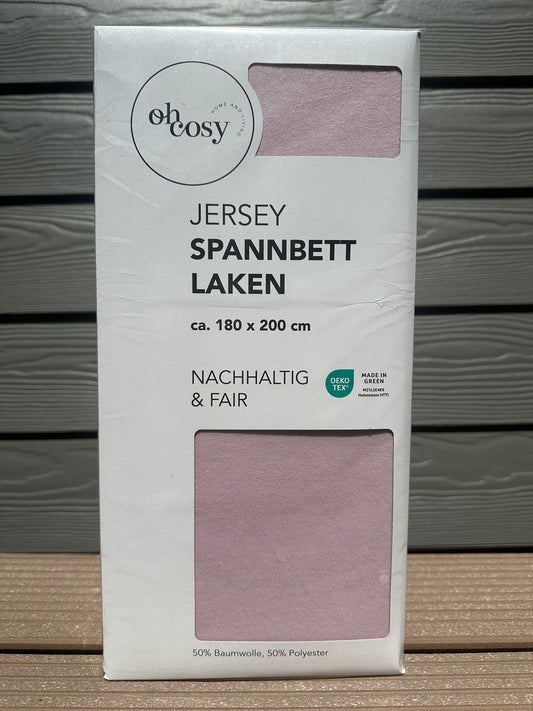 oh cosy
HOME AND LIVING
JERSEY
SPANNBETT
LAKEN
ca. 180 x 200 cm
NACHHALTIG
& FAIR
OEKO
TEX®
MADE IN
GREEN
Hohenstein HTTI
50% Baumwolle, 50% Polyester